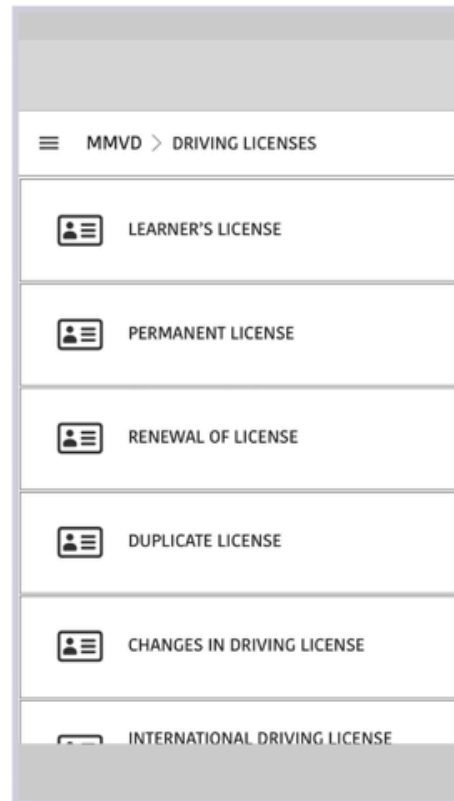 MMVD > DRIVING LICENSES
LEARNER'S LICENSE
PERMANENT LICENSE
RENEWAL OF LICENSE
DUPLICATE LICENSE
CHANGES IN DRIVING LICENSE
INTERNATIONAL DRIVING LICENSE